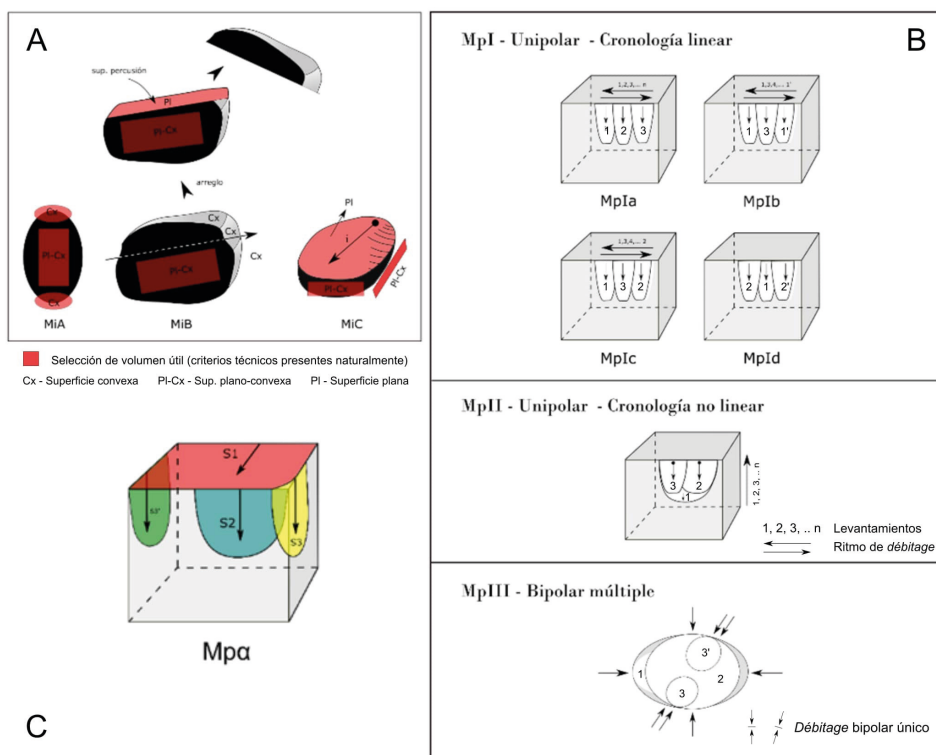 A
sup. percusión
Pl
Pl-Cx
arreglo
Cx
Pl-Cx
Cx
MiA
Cx
Cx
Cx
Pl-Cx
MiB
Pl
i
Pl-Cx
Pl-Cx
MiC
Selección de volumen útil (criterios técnicos presentes naturalmente)
Cx - Superficie convexa Pl-Cx - Sup. plano-convexa Pl - Superficie plana
B
MpI - Unipolar - Cronología linear
1,2,3,... n
1 2 3
MpIa
1,3,4, ... 1'
1 3 1'
MpIb
1,3,4, ... 2
1 3 2
MpIc
2 1 2'
MpId
MpII - Unipolar - Cronología no linear
3 2
1
1, 2, 3, .. n
1, 2, 3, .. n Levantamientos
Ritmo de débitage
MpIII - Bipolar múltiple
3'
1 2
3
Débitage bipolar único
S1
S2
S3'
S3
Mpα
C